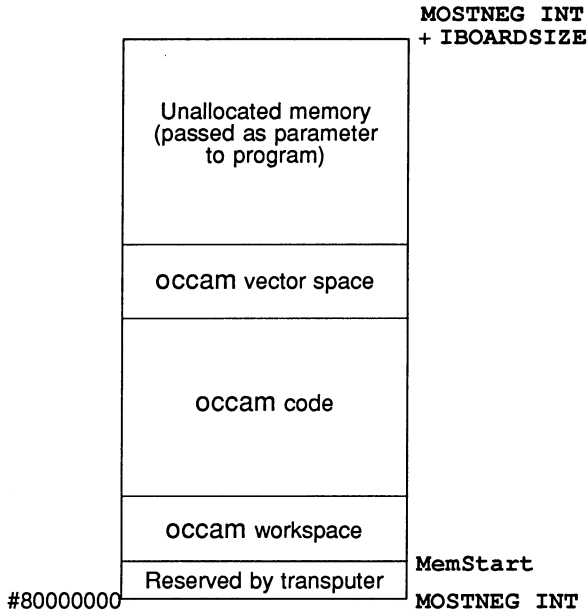 MOSTNEG INT
+ IBOARDSIZE
Unallocated memory
(passed as parameter
to program)
occam vector space
occam code
occam workspace
MemStart
Reserved by transputer
#80000000
MOSTNEG INT